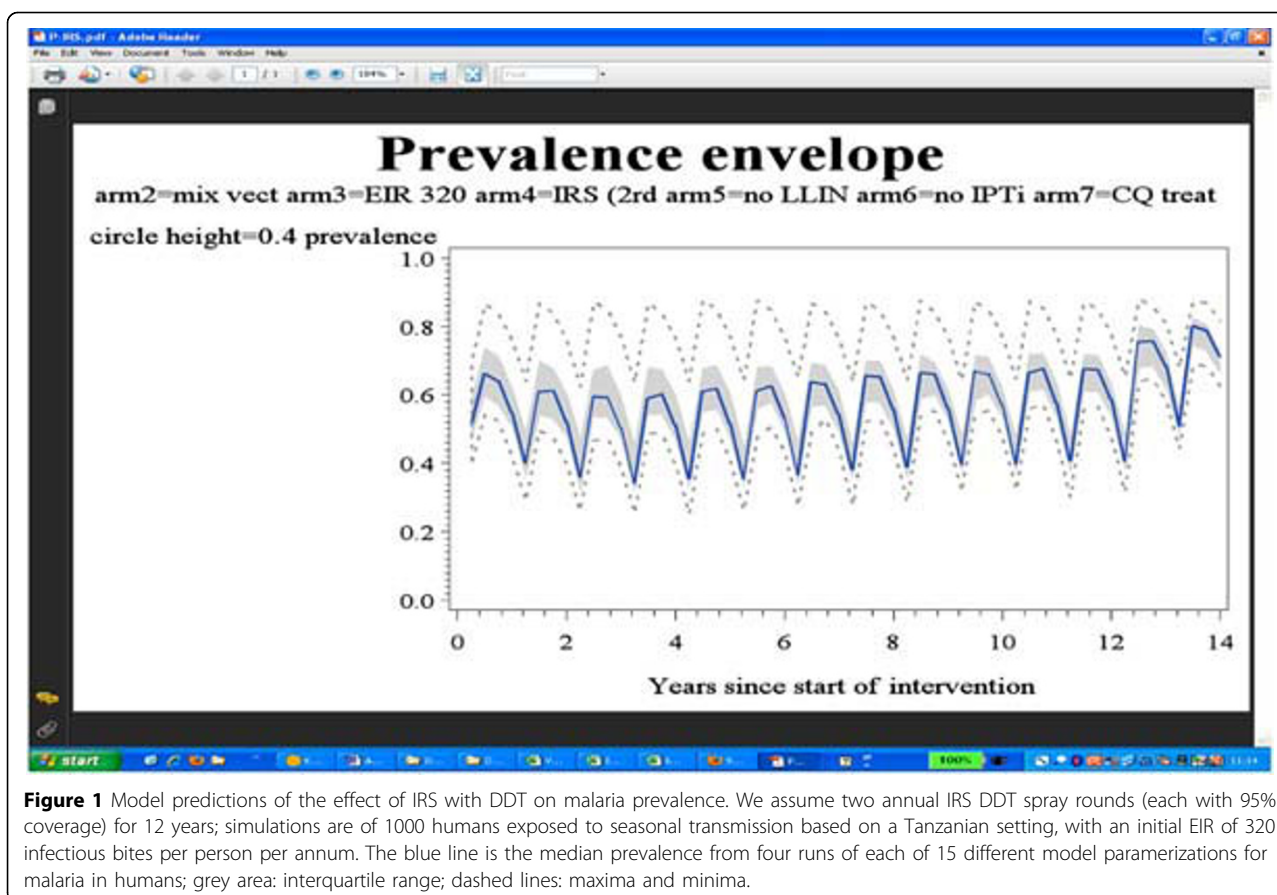 P-IRS.pdf - Adobe Reader
File Edit View Document Tools Window Help
1 / 1 104% Find
Prevalence envelope
arm2=mix vect arm3=EIR 320 arm4=IRS (2rd arm5=no LLIN arm6=no IPTi arm7=CQ treat
circle height=0.4 prevalence
1.0
0.8
0.6
0.4
0.2
0.0
0 2 4 6 8 10 12 14
Years since start of intervention
start 100% 11:14
Figure 1 Model predictions of the effect of IRS with DDT on malaria prevalence. We assume two annual IRS DDT spray rounds (each with 95%
coverage) for 12 years; simulations are of 1000 humans exposed to seasonal transmission based on a Tanzanian setting, with an initial EIR of 320
infectious bites per person per annum. The blue line is the median prevalence from four runs of each of 15 different model paramerizations for
malaria in humans; grey area: interquartile range; dashed lines: maxima and minima.